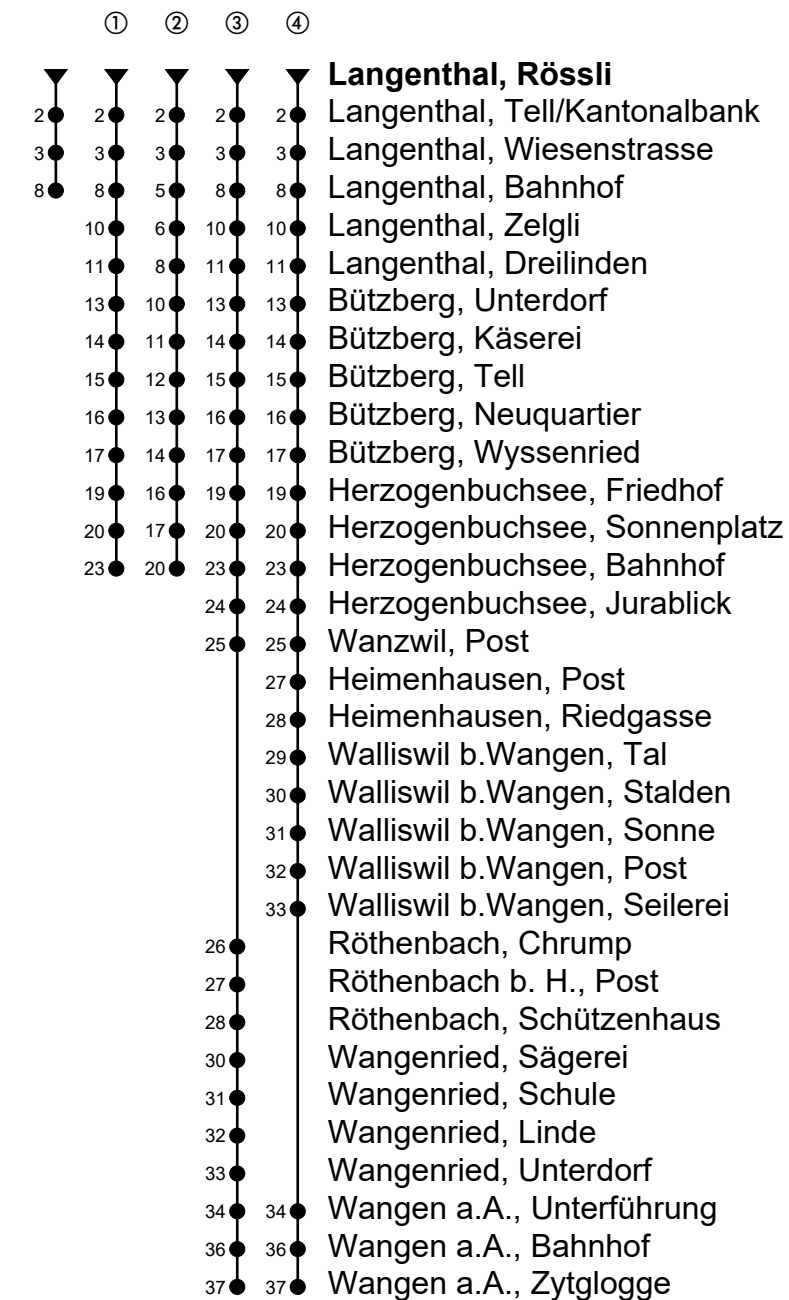 ① ② ③ ④
Langenthal, Rössli
2 2 2 2 2 Langenthal, Tell/Kantonalbank
3 3 3 3 3 Langenthal, Wiesenstrasse
8 8 5 8 8 Langenthal, Bahnhof
10 6 10 10 Langenthal, Zelgli
11 8 11 11 Langenthal, Dreilinden
13 10 13 13 Bützberg, Unterdorf
14 11 14 14 Bützberg, Käserei
15 12 15 15 Bützberg, Tell
16 13 16 16 Bützberg, Neuquartier
17 14 17 17 Bützberg, Wyssenried
19 16 19 19 Herzogenbuchsee, Friedhof
20 17 20 20 Herzogenbuchsee, Sonnenplatz
23 20 23 23 Herzogenbuchsee, Bahnhof
24 24 Herzogenbuchsee, Jurablick
25 25 Wanzwil, Post
27 Heimenhausen, Post
28 Heimenhausen, Riedgasse
29 Walliswil b.Wangen, Tal
30 Walliswil b.Wangen, Stalden
31 Walliswil b.Wangen, Sonne
32 Walliswil b.Wangen, Post
33 Walliswil b.Wangen, Seilerei
26 Röthenbach, Chrump
27 Röthenbach b. H., Post
28 Röthenbach, Schützenhaus
30 Wangenried, Sägerei
31 Wangenried, Schule
32 Wangenried, Linde
33 Wangenried, Unterdorf
34 34 Wangen a.A., Unterführung
36 36 Wangen a.A., Bahnhof
37 37 Wangen a.A., Zytglogge